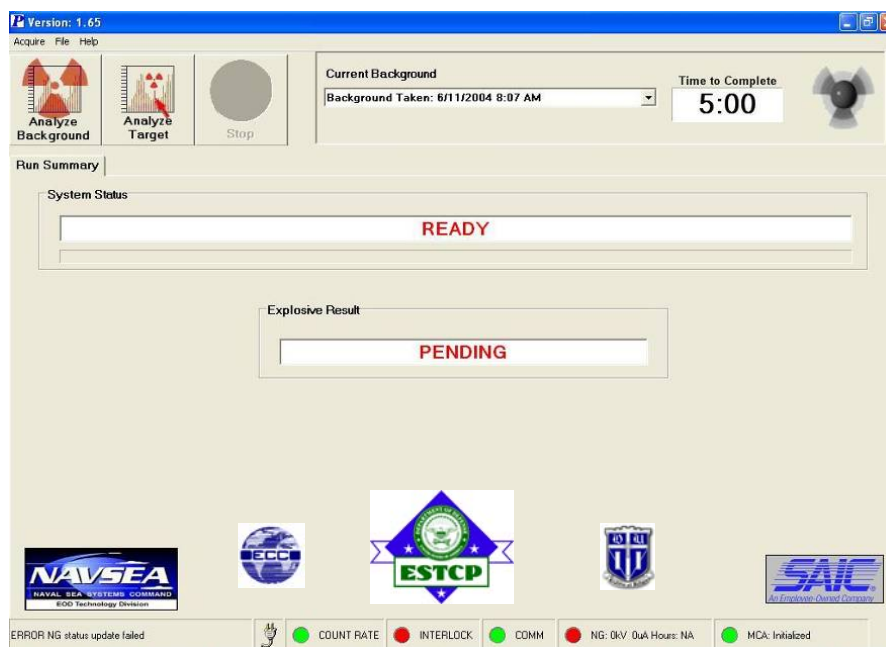 P Version: 1.65
Acquire File Help
Analyze
Background
Analyze
Target
Stop
Current Background
Background Taken: 6/11/2004 8:07 AM
Time to Complete
5:00
Run Summary
System Status
READY
Explosive Result
PENDING
NAVSEA
NAVAL SEA SYSTEMS COMMAND
EOD Technology Division
ECC
DEPARTMENT OF DEFENSE
ESTCP
SAIC
An Employee-Owned Company
ERROR NG status update failed
COUNT RATE
INTERLOCK
COMM
NG: 0kV 0uA Hours: NA
MCA: Initialized